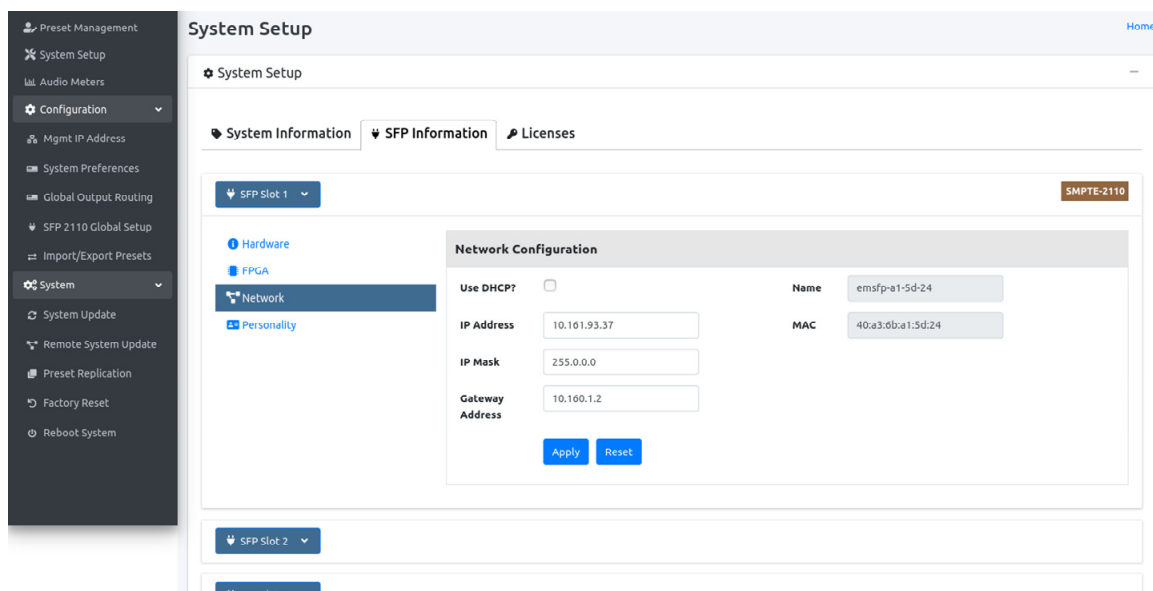 Preset Management
System Setup
Audio Meters
Configuration
Mgmt IP Address
System Preferences
Global Output Routing
SFP 2110 Global Setup
Import/Export Presets
System
System Update
Remote System Update
Preset Replication
Factory Reset
Reboot System
System Setup
Home
System Setup
System Information
SFP Information
Licenses
SFP Slot 1
SMPTE-2110
Hardware
FPGA
Network
Personality
Network Configuration
Use DHCP?
Name emsfp-a1-5d-24
IP Address 10.161.93.37
MAC 40:a3:6b:a1:5d:24
IP Mask 255.0.0.0
Gateway Address 10.160.1.2
Apply Reset
SFP Slot 2